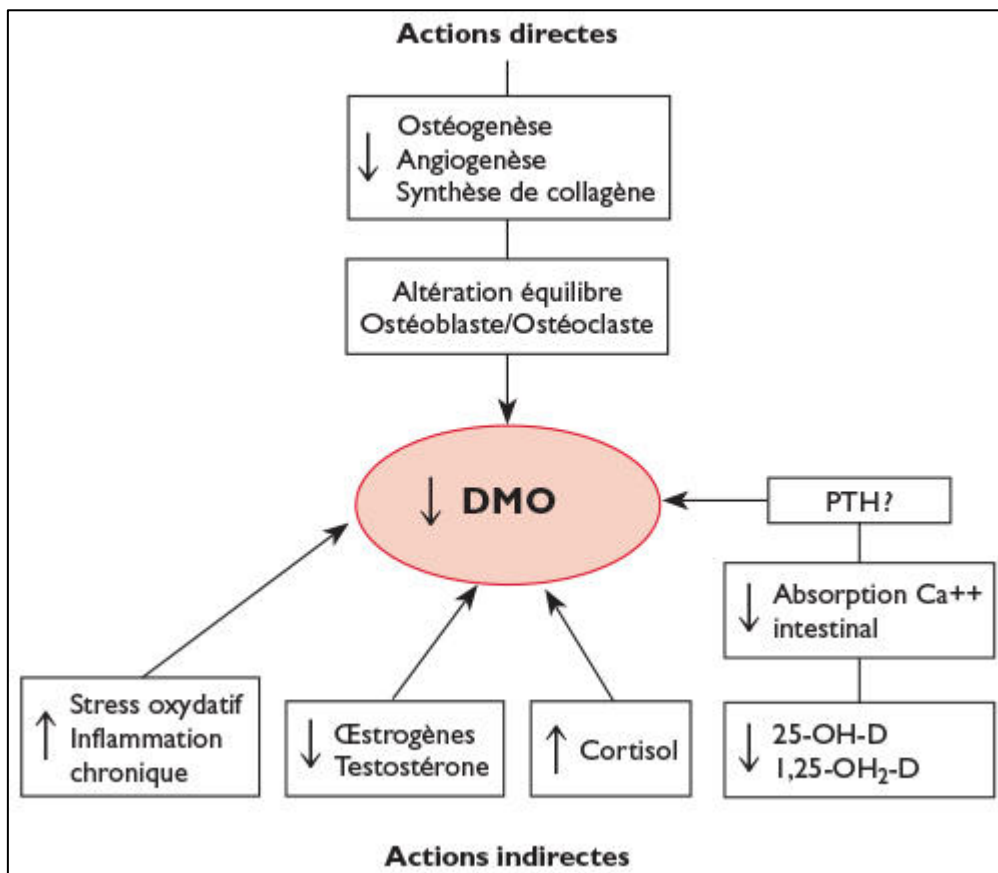 Actions directes
↓ Ostéogenèse
Angiogenèse
Synthèse de collagène
Altération équilibre
Ostéoblaste/Ostéoclaste
↓ DMO
PTH?
↓ Absorption Ca++
intestinal
↑ Stress oxydatif
Inflammation
chronique
↓ Œstrogènes
Testostérone
↑ Cortisol
↓ 25-OH-D
1,25-OH₂-D
Actions indirectes